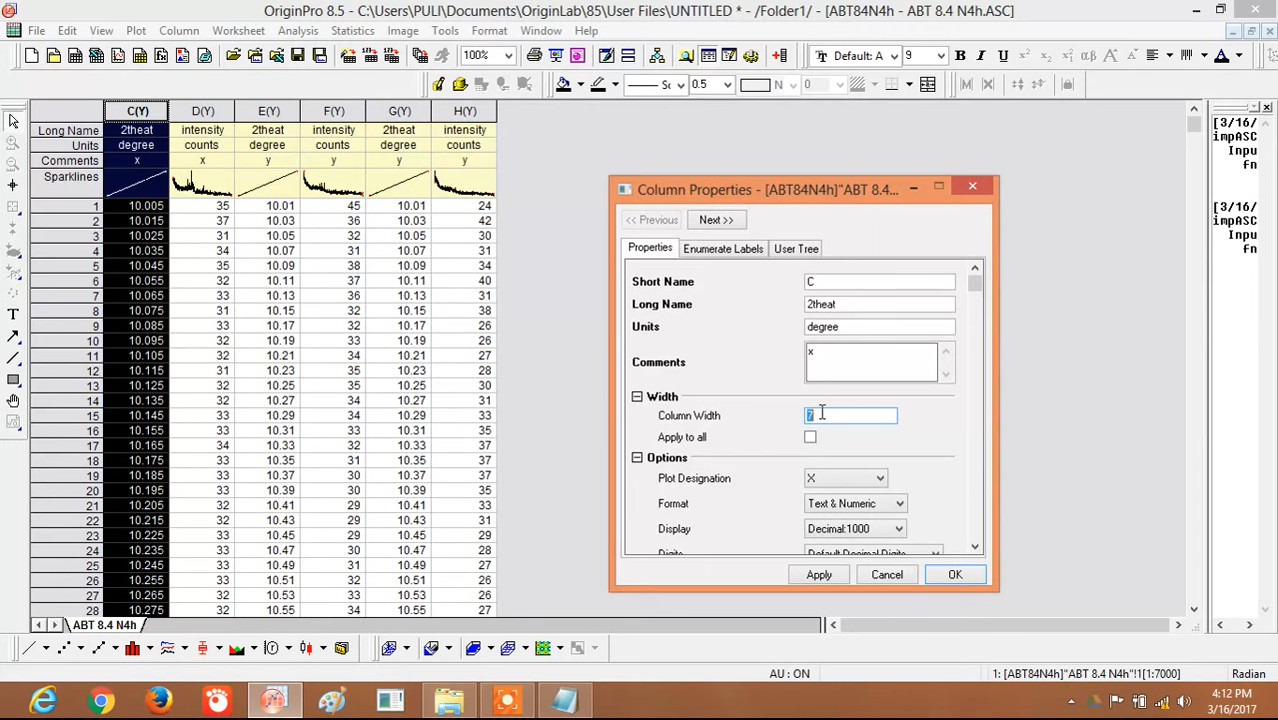 OriginPro 8.5 - C:\Users\PULI\Documents\OriginLab\85\User Files\UNTITLED * - /Folder1/ - [ABT84N4h - ABT 8.4 N4h.ASC]
File Edit View Plot Column Worksheet Analysis Statistics Image Tools Format Window Help
100% Default: A 9 B I U
0.5 N 0
C(Y) D(Y) E(Y) F(Y) G(Y) H(Y)
Long Name 2theat intensity 2theat intensity 2theat intensity
Units degree counts degree counts degree counts
Comments x x y y y y
Sparklines
1 10.005 35 10.01 45 10.01 24
2 10.015 37 10.03 36 10.03 42
3 10.025 31 10.05 32 10.05 30
4 10.035 34 10.07 31 10.07 31
5 10.045 35 10.09 38 10.09 34
6 10.055 32 10.11 37 10.11 40
7 10.065 33 10.13 36 10.13 31
8 10.075 31 10.15 32 10.15 38
9 10.085 33 10.17 32 10.17 26
10 10.095 32 10.19 33 10.19 26
11 10.105 32 10.21 34 10.21 27
12 10.115 35 10.23 31 10.23 28
13 10.125 32 10.25 35 10.25 30
14 10.135 32 10.27 32 10.27 31
15 10.145 34 10.29 34 10.29 33
16 10.155 32 10.31 33 10.31 32
17 10.165 34 10.33 32 10.33 37
18 10.175 33 10.35 31 10.35 37
19 10.185 33 10.37 30 10.37 37
20 10.195 33 10.39 30 10.39 35
21 10.205 32 10.41 29 10.41 33
22 10.215 32 10.43 29 10.43 31
23 10.225 33 10.45 29 10.45 29
24 10.235 33 10.47 30 10.47 28
25 10.245 33 10.49 31 10.49 27
26 10.255 32 10.51 32 10.51 26
27 10.265 32 10.53 33 10.53 26
28 10.275 32 10.55 34 10.55 27
ABT 8.4 N4h
Column Properties - [ABT84N4h]"ABT 8.4...
<< Previous Next >>
Properties Enumerate Labels User Tree
Short Name C
Long Name 2theat
Units degree
Comments x
Width
Column Width 7
Apply to all
Options
Plot Designation X
Format Text & Numeric
Display Decimal:1000
Digits Default Decimal Digits
Apply Cancel OK
[3/16/
impASC
Inpu
fn
[3/16/
impASC
Inpu
fn
AU : ON 1: [ABT84N4h]"ABT 8.4 N4h"!1[1:7000] Radian
4:12 PM
3/16/2017